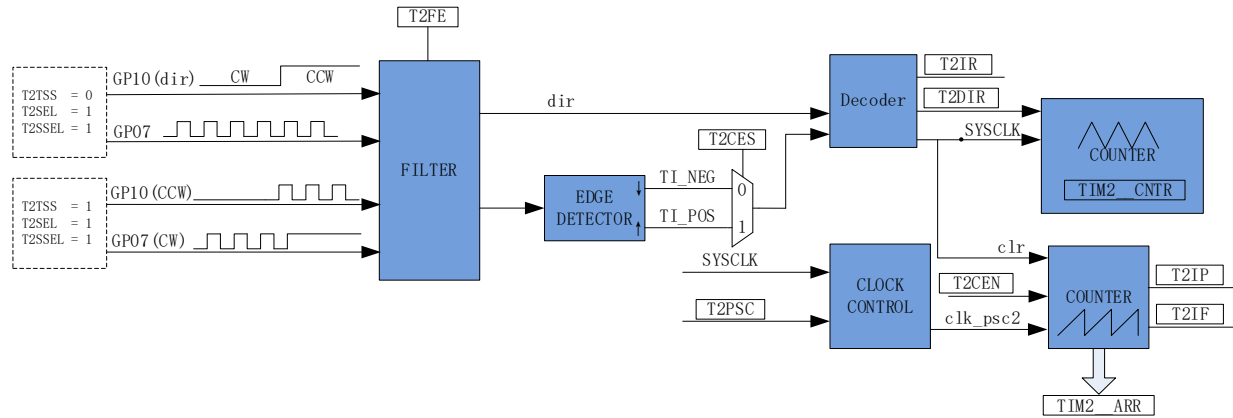 T2FE
T2TSS = 0
T2SEL = 1
T2SSEL = 1
GP10(dir)
CW
CCW
GP07
T2TSS = 1
T2SEL = 1
T2SSEL = 1
GP10(CCW)
GP07(CW)
FILTER
dir
EDGE
DETECTOR
TI_NEG
TI_POS
T2CES
0
1
Decoder
T2IR
T2DIR
SYSCLK
COUNTER
TIM2__CNTR
SYSCLK
T2PSC
CLOCK
CONTROL
clr
T2CEN
clk_psc2
COUNTER
T2IP
T2IF
TIM2__ARR